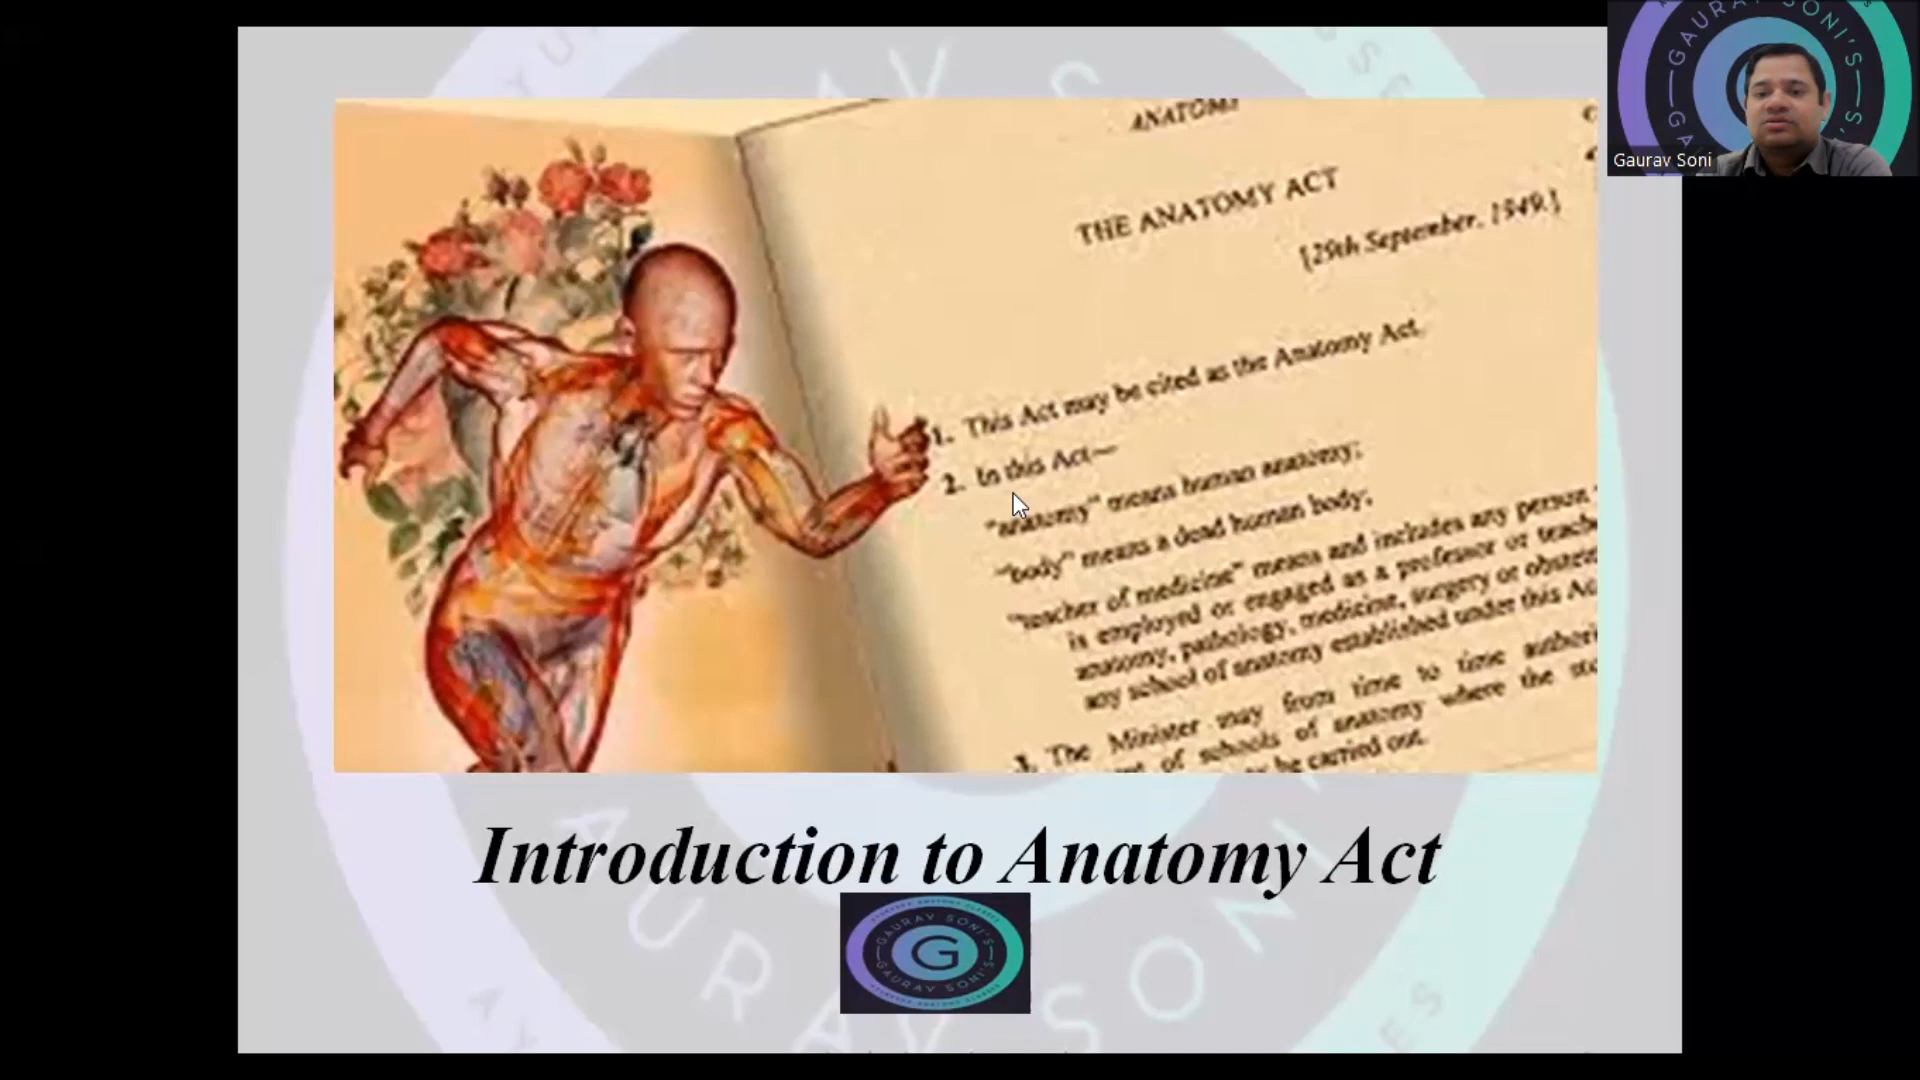 ANATOMY
THE ANATOMY ACT
[29th September, 1949.]
1. This Act may be cited as the Anatomy Act.
2. In this Act—
"anatomy" means human anatomy;
"body" means a dead human body;
"teacher of medicine" means and includes any person
is employed or engaged as a professor or
anatomy, pathology, medicine, surgery or
any school of anatomy established under this
3. The Minister may from time to time
of schools of anatomy where the
be carried out.
Introduction to Anatomy Act
GAURAV SONI'S
G
GAURAV SONI'S
Gaurav Soni